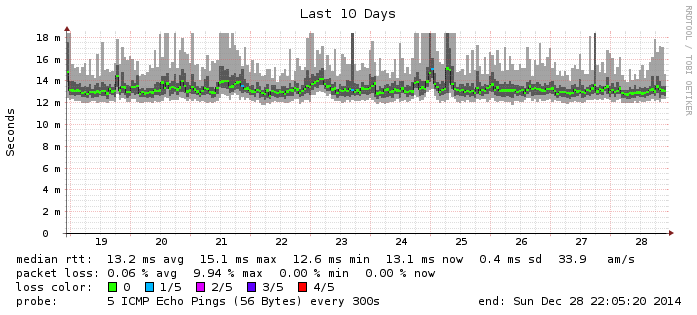 Last 10 Days
RRDTOOL / TOBI OETIKER
Seconds
18 m
16 m
14 m
12 m
10 m
8 m
6 m
4 m
2 m
0
19 20 21 22 23 24 25 26 27 28
median rtt: 13.2 ms avg 15.1 ms max 12.6 ms min 13.1 ms now 0.4 ms sd 33.9 am/s
packet loss: 0.06 % avg 9.94 % max 0.00 % min 0.00 % now
loss color: 0 1/5 2/5 3/5 4/5
probe: 5 ICMP Echo Pings (56 Bytes) every 300s end: Sun Dec 28 22:05:20 2014